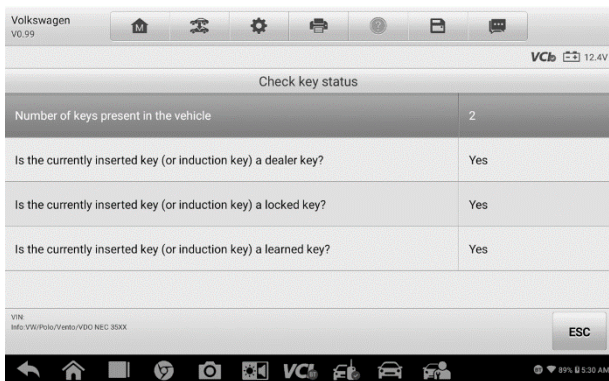 Volkswagen
V0.99
M
VCI 12.4V
Check key status
Number of keys present in the vehicle 2
Is the currently inserted key (or induction key) a dealer key? Yes
Is the currently inserted key (or induction key) a locked key? Yes
Is the currently inserted key (or induction key) a learned key? Yes
VIN:
Info:VW/Polo/Vento/VDO NEC 35XX
ESC
VCI 89% 5:30 AM